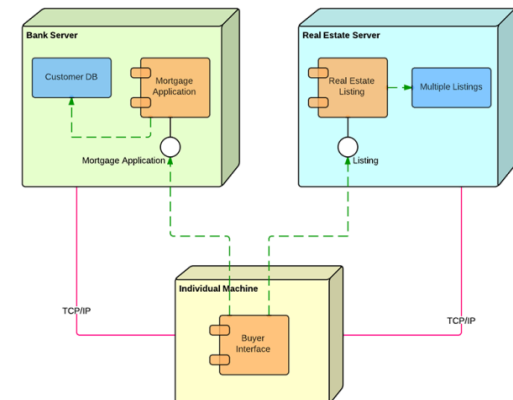 Bank Server
Customer DB
Mortgage
Application
Mortgage Application
Real Estate Server
Real Estate
Listing
Multiple Listings
Listing
TCP/IP
TCP/IP
Individual Machine
Buyer
Interface